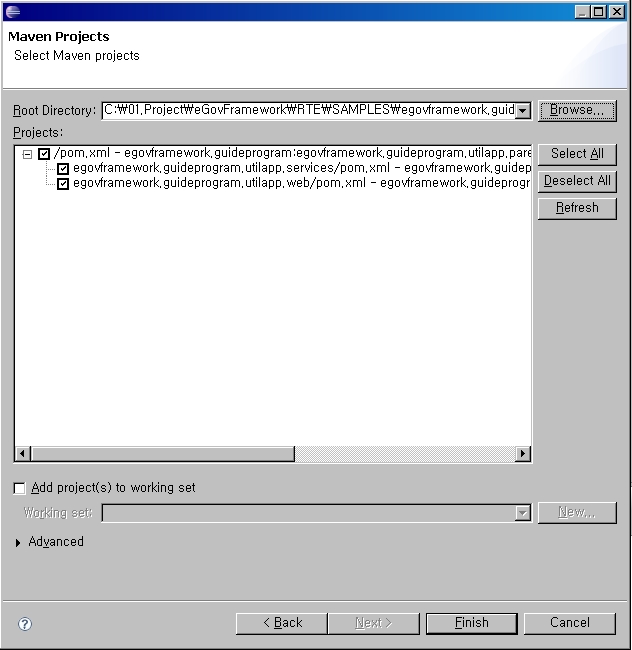 Maven Projects
Select Maven projects
Root Directory: C:₩01.Project₩eGovFramework₩RTE₩SAMPLES₩egovframework.guid Browse...
Projects:
/pom.xml - egovframework.guideprogram:egovframework.guideprogram.utilapp.pare Select All
egovframework.guideprogram.utilapp.services/pom.xml - egovframework.guidep
egovframework.guideprogram.utilapp.web/pom.xml - egovframework.guideprogr Deselect All
Refresh
Add project(s) to working set
Working set: New...
Advanced
? < Back Next > Finish Cancel